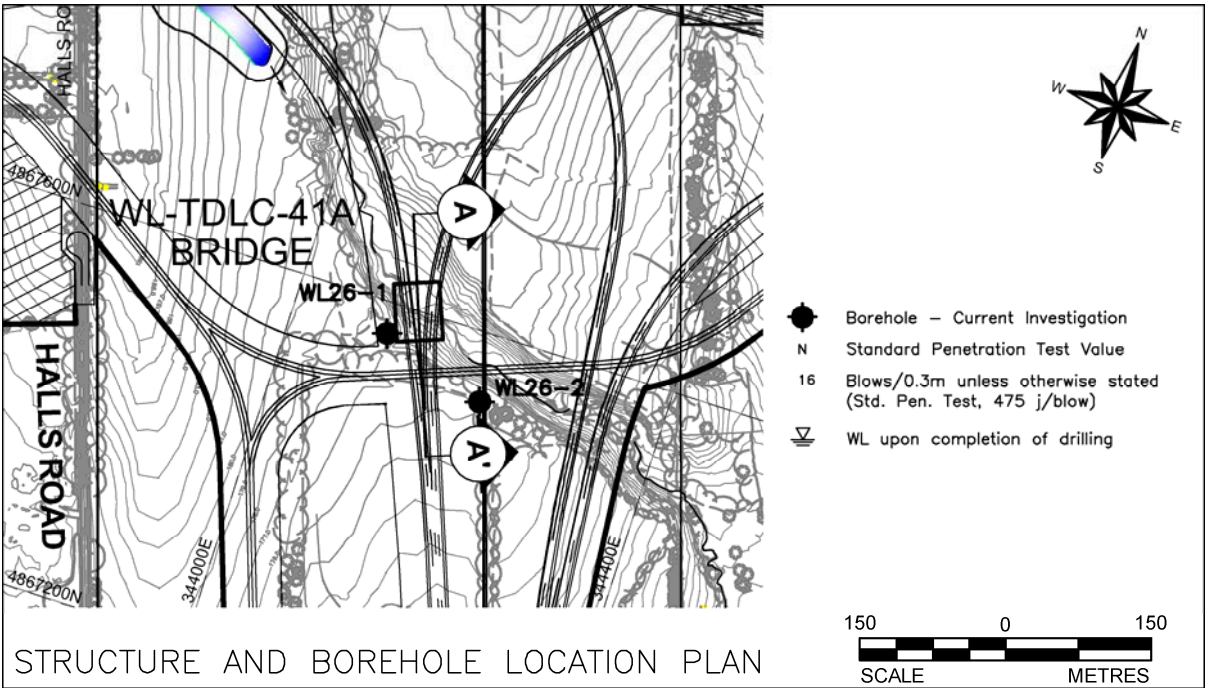 HALLS RO
4867600N
WL-TDLC-41A
BRIDGE
A
WL26-1
WL26-2
A'
HALLS ROAD
4867200N
344000E
344400E
N
W
E
S
Borehole – Current Investigation
N Standard Penetration Test Value
16 Blows/0.3m unless otherwise stated
(Std. Pen. Test, 475 j/blow)
WL upon completion of drilling
STRUCTURE AND BOREHOLE LOCATION PLAN
150 0 150
SCALE METRES